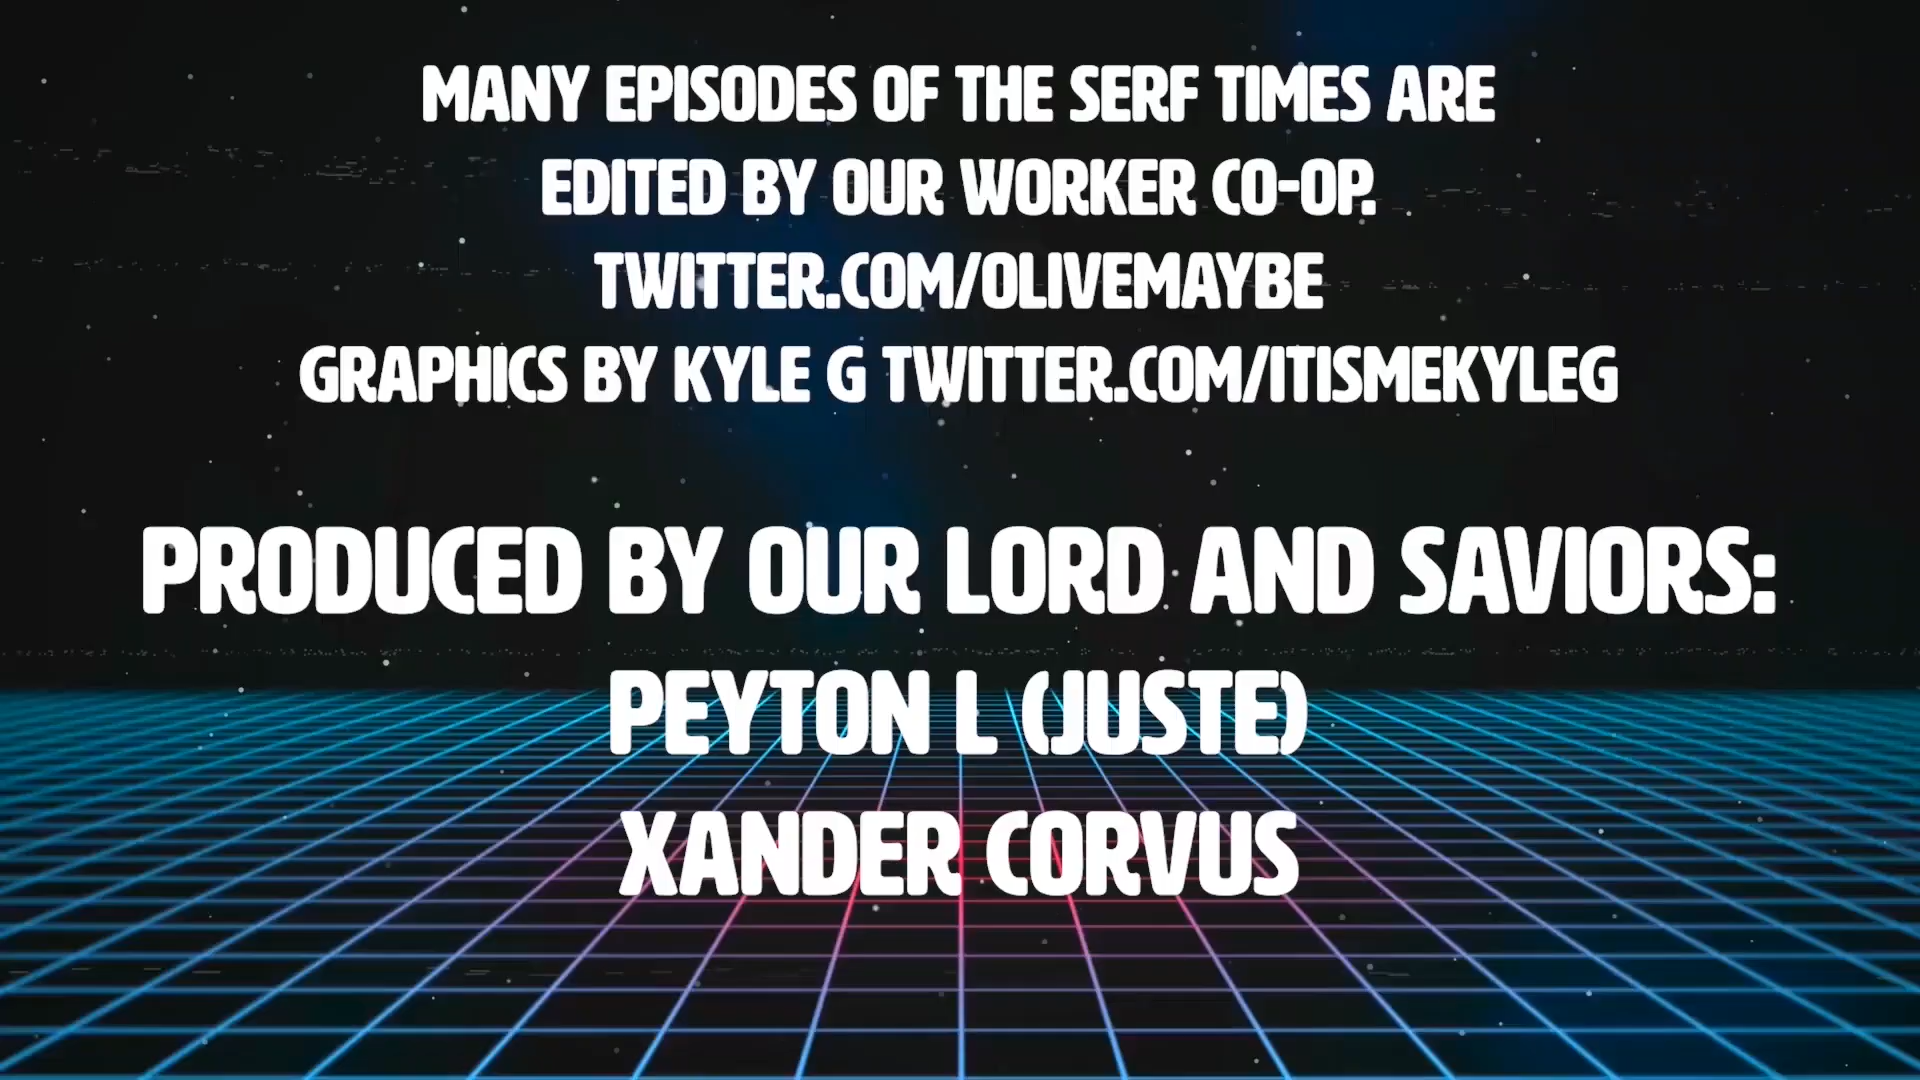 MANY EPISODES OF THE SERF TIMES ARE
EDITED BY OUR WORKER CO-OP.
TWITTER.COM/OLIVEMAYBE
GRAPHICS BY KYLE G TWITTER.COM/ITISMEKYLEG
PRODUCED BY OUR LORD AND SAVIORS:
PEYTON L (JUSTE)
XANDER CORVUS